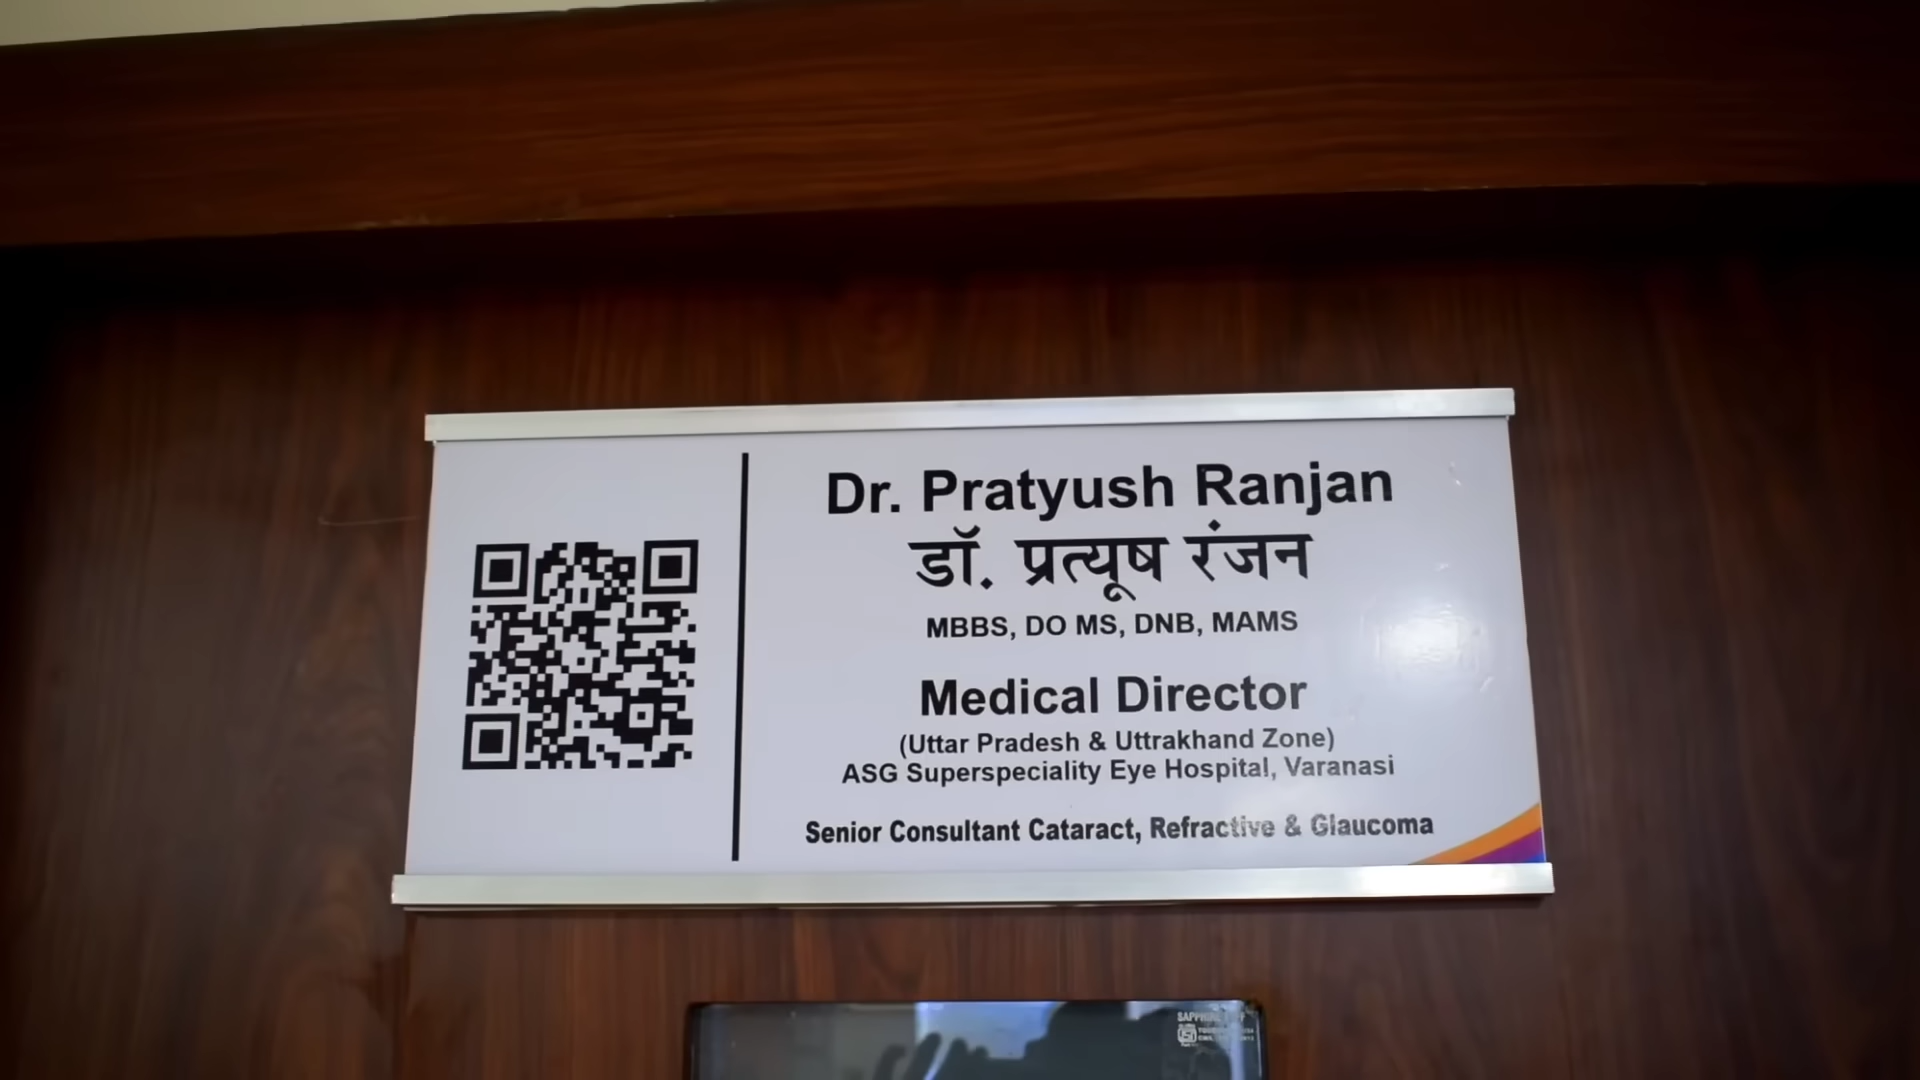 Dr. Pratyush Ranjan
डॉ. प्रत्यूष रंजन
MBBS, DO MS, DNB, MAMS
Medical Director
(Uttar Pradesh & Uttrakhand Zone)
ASG Superspeciality Eye Hospital, Varanasi
Senior Consultant Cataract, Refractive & Glaucoma